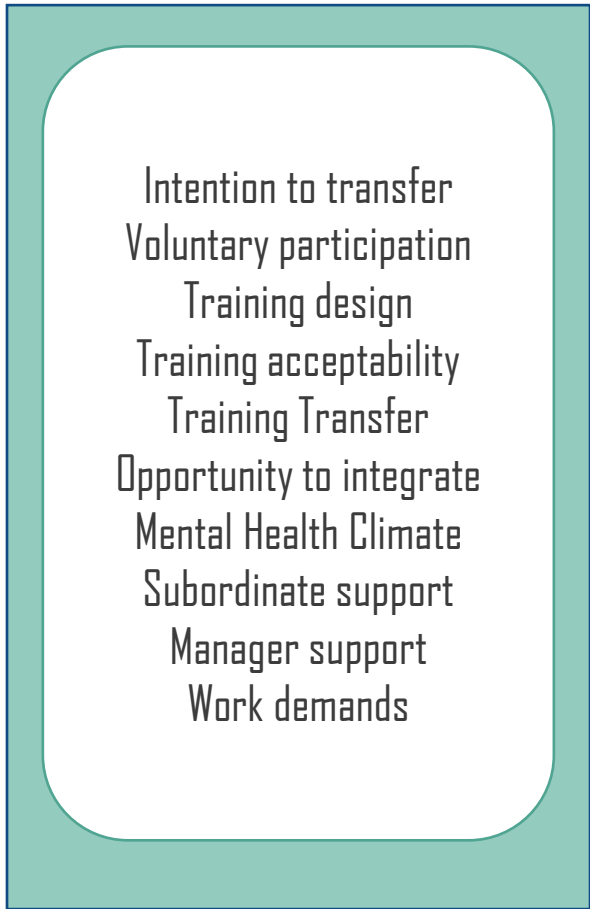 Intention to transfer
Voluntary participation
Training design
Training acceptability
Training Transfer
Opportunity to integrate
Mental Health Climate
Subordinate support
Manager support
Work demands